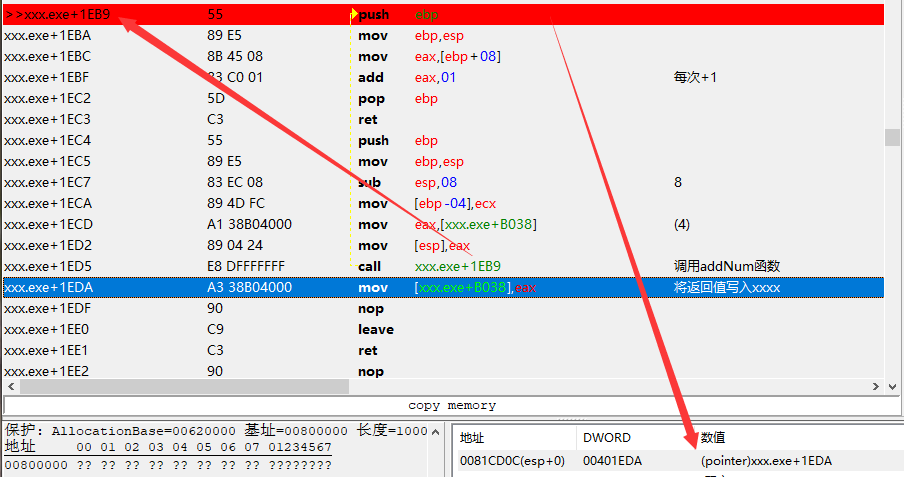 >>xxx.exe+1EB9 55 push ebp
xxx.exe+1EBA 89 E5 mov ebp,esp
xxx.exe+1EBC 8B 45 08 mov eax,[ebp+08]
xxx.exe+1EBF 83 C0 01 add eax,01 每次+1
xxx.exe+1EC2 5D pop ebp
xxx.exe+1EC3 C3 ret
xxx.exe+1EC4 55 push ebp
xxx.exe+1EC5 89 E5 mov ebp,esp
xxx.exe+1EC7 83 EC 08 sub esp,08 8
xxx.exe+1ECA 89 4D FC mov [ebp-04],ecx
xxx.exe+1ECD A1 38B04000 mov eax,[xxx.exe+B038] (4)
xxx.exe+1ED2 89 04 24 mov [esp],eax
xxx.exe+1ED5 E8 DFFFFFFF call xxx.exe+1EB9 调用addNum函数
xxx.exe+1EDA A3 38B04000 mov [xxx.exe+B038],eax 将返回值写入xxxx
xxx.exe+1EDF 90 nop
xxx.exe+1EE0 C9 leave
xxx.exe+1EE1 C3 ret
xxx.exe+1EE2 90 nop
copy memory
保护: AllocationBase=00620000 基址=00800000 长度=1000
地址 00 01 02 03 04 05 06 07 01234567
00800000 ?? ?? ?? ?? ?? ?? ?? ?? ????????
地址 DWORD 数值
0081CD0C(esp+0) 00401EDA (pointer)xxx.exe+1EDA